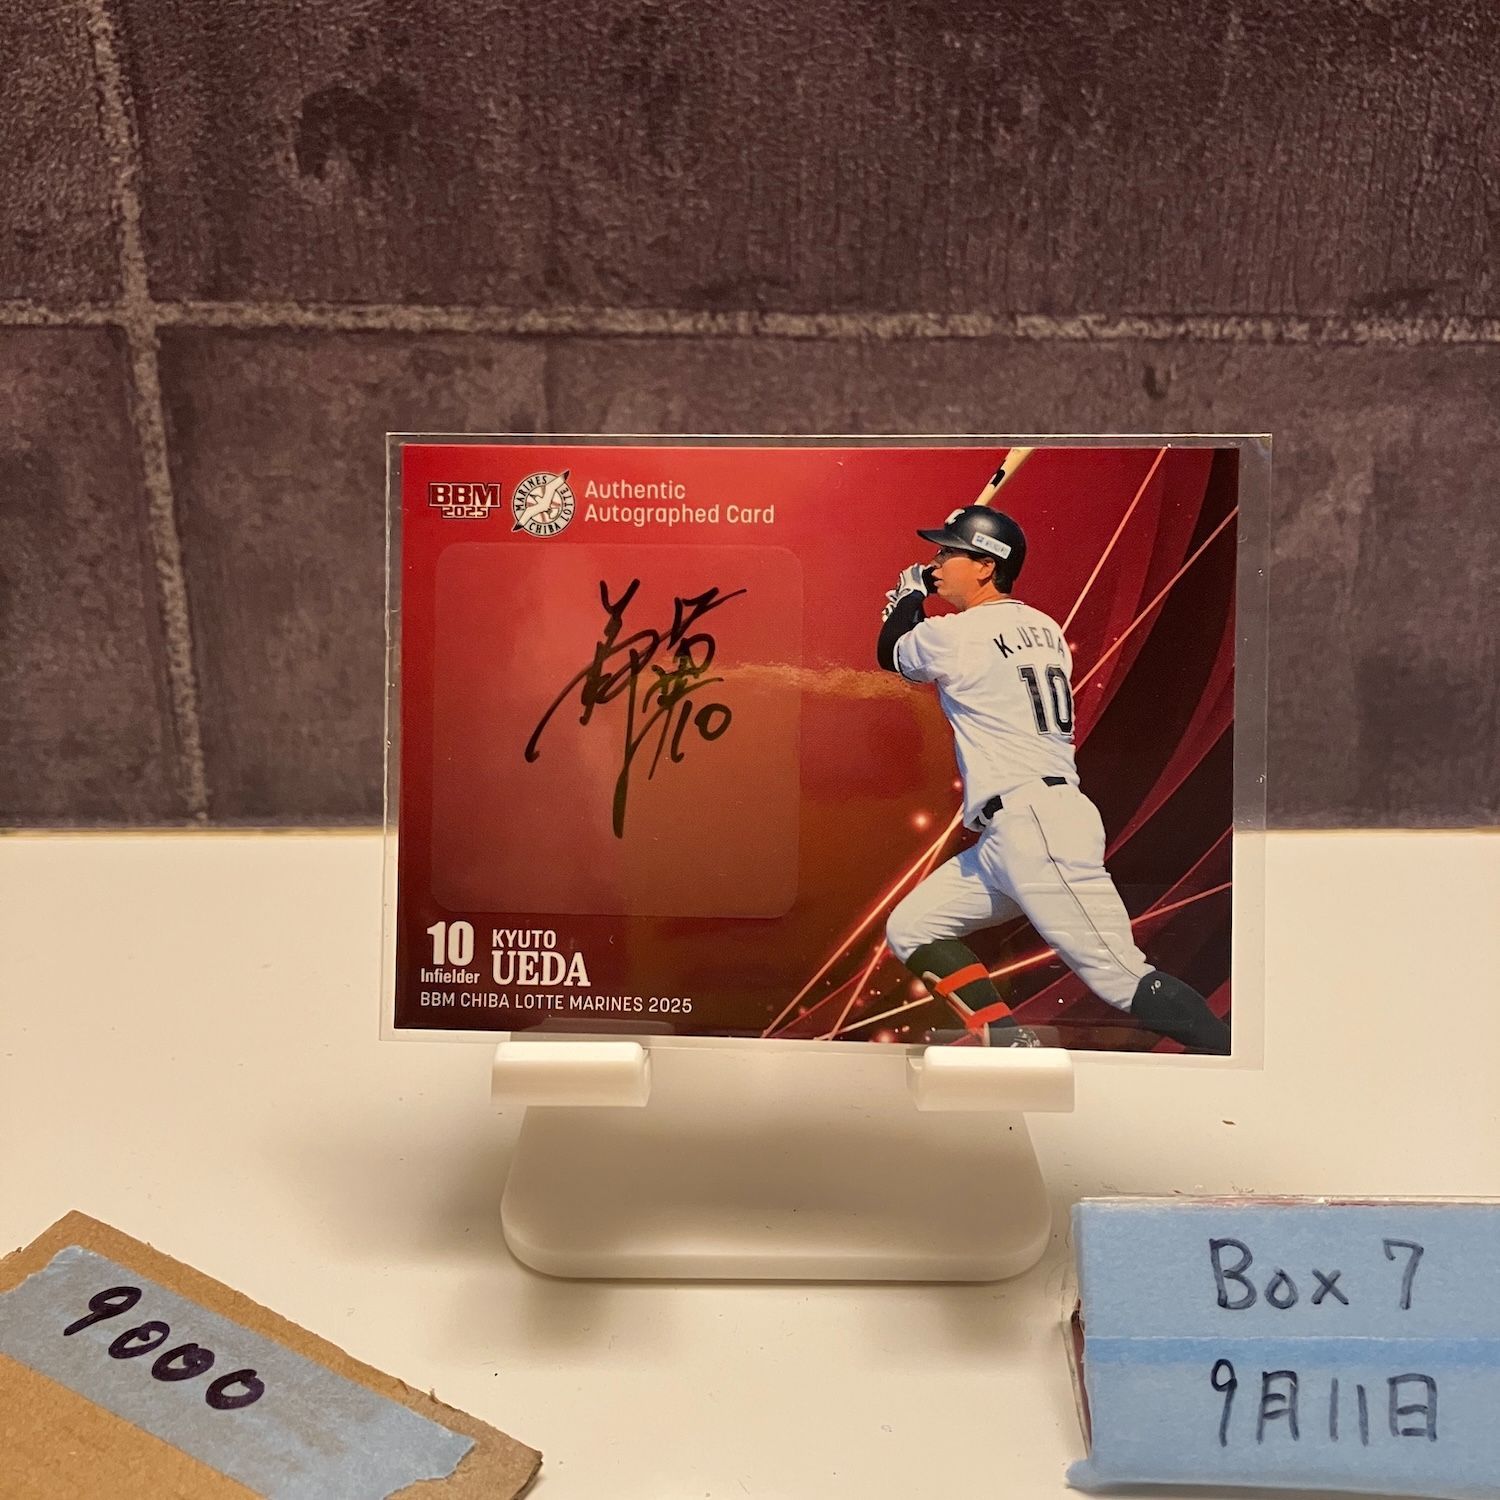 BBM
2025
MARINES
CHIBA LOTTE
Authentic
Autographed Card
K.UEDA
10
10
10
Infielder
KYUTO
UEDA
BBM CHIBA LOTTE MARINES 2025
9000
Box 7
9月11日